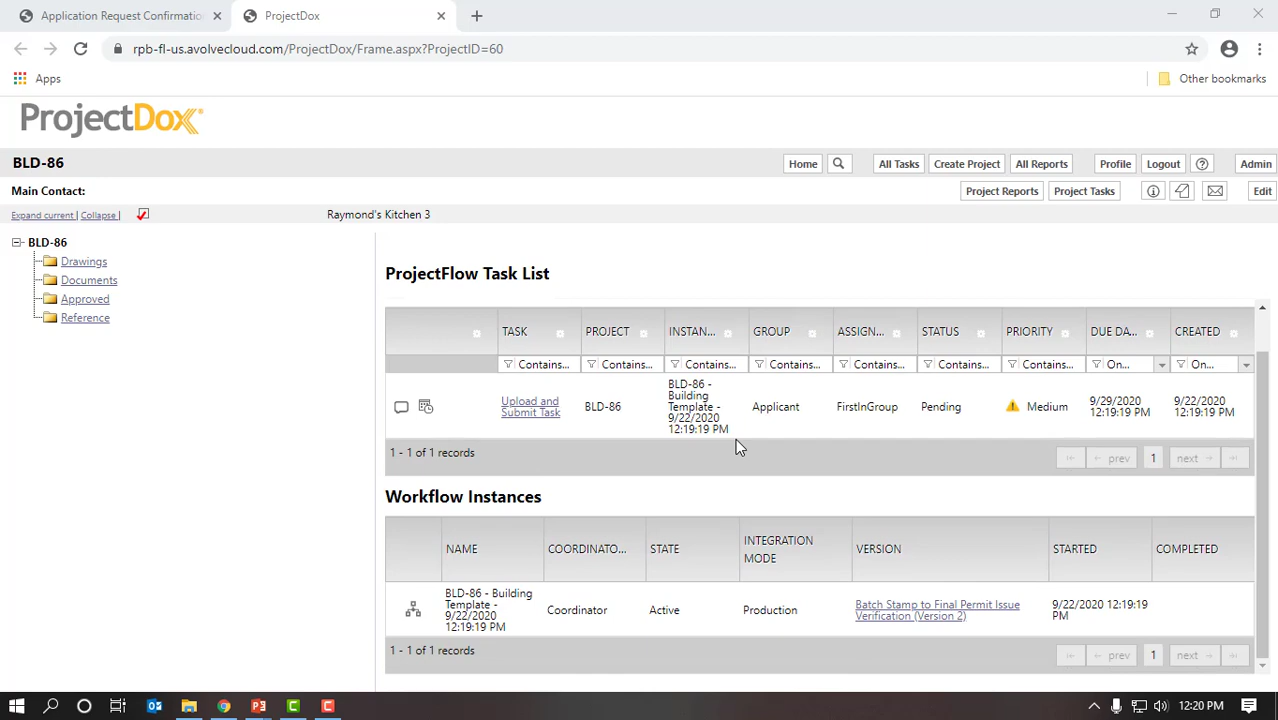 Application Request Confirmatio
ProjectDox
rpb-fl-us.avolvecloud.com/ProjectDox/Frame.aspx?ProjectID=60
Apps
Other bookmarks
ProjectDox
BLD-86
Home
All Tasks
Create Project
All Reports
Profile
Logout
Admin
Main Contact:
Project Reports
Project Tasks
Edit
Expand current |
Collapse |
Raymond's Kitchen 3
BLD-86
Drawings
Documents
Approved
Reference
ProjectFlow Task List
TASK
PROJECT
INSTAN...
GROUP
ASSIGN...
STATUS
PRIORITY
DUE DA...
CREATED
Contains...
Contains...
Contains...
Contains...
Contains...
Contains...
Contains...
On...
On...
Upload and
Submit Task
BLD-86
BLD-86 -
Building
Template -
9/22/2020
12:19:19 PM
Applicant
FirstInGroup
Pending
Medium
9/29/2020
12:19:19 PM
9/22/2020
12:19:19 PM
1 - 1 of 1 records
prev
1
next
Workflow Instances
NAME
COORDINATO...
STATE
INTEGRATION
MODE
VERSION
STARTED
COMPLETED
BLD-86 - Building
Template -
9/22/2020
12:19:19 PM
Coordinator
Active
Production
Batch Stamp to Final Permit Issue
Verification (Version 2)
9/22/2020 12:19:19
PM
1 - 1 of 1 records
prev
1
next
12:20 PM